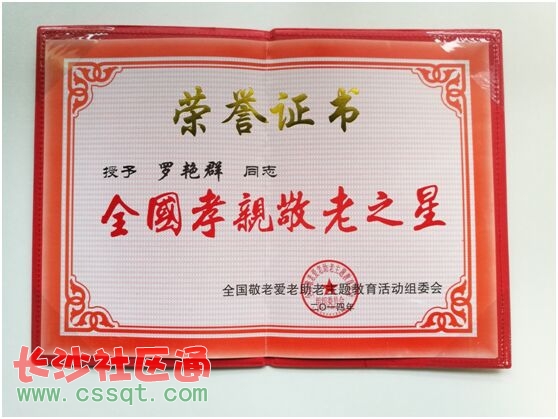 荣誉证书
授予 罗艳群 同志
全國孝親敬老之星
全国敬老爱老助老主题教育活动组委会
二〇一四年
长沙社区通
www.cssqt.com